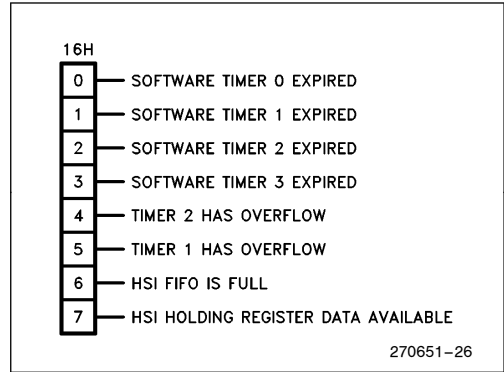 16H
0 SOFTWARE TIMER 0 EXPIRED
1 SOFTWARE TIMER 1 EXPIRED
2 SOFTWARE TIMER 2 EXPIRED
3 SOFTWARE TIMER 3 EXPIRED
4 TIMER 2 HAS OVERFLOW
5 TIMER 1 HAS OVERFLOW
6 HSI FIFO IS FULL
7 HSI HOLDING REGISTER DATA AVAILABLE
270651–26